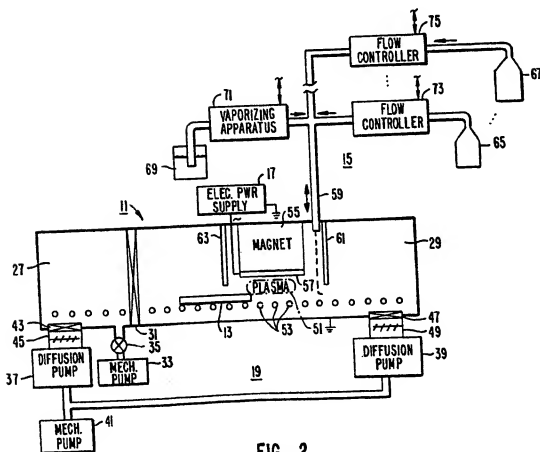 75
FLOW
CONTROLLER
67
71
VAPORIZING
APPARATUS
73
FLOW
CONTROLLER
65
69
15
17
ELEC. PWR
SUPPLY
59
11
55
63
MAGNET
61
27
29
57
PLASMA
43
45
31
13
53
51
47
49
35
33
MECH. PUMP
37
DIFFUSION
PUMP
19
DIFFUSION
PUMP
39
41
MECH.
PUMP